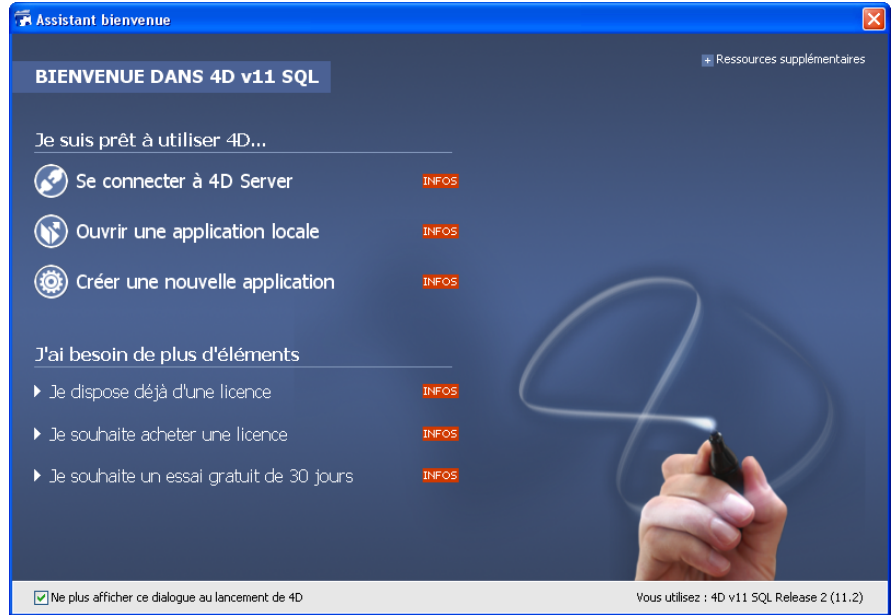 Assistant bienvenue
Ressources supplémentaires
BIENVENUE DANS 4D v11 SQL
Je suis prêt à utiliser 4D...
Se connecter à 4D Server INFOS
Ouvrir une application locale INFOS
Créer une nouvelle application INFOS
J'ai besoin de plus d'éléments
Je dispose déjà d'une licence INFOS
Je souhaite acheter une licence INFOS
Je souhaite un essai gratuit de 30 jours INFOS
Ne plus afficher ce dialogue au lancement de 4D
Vous utilisez : 4D v11 SQL Release 2 (11.2)